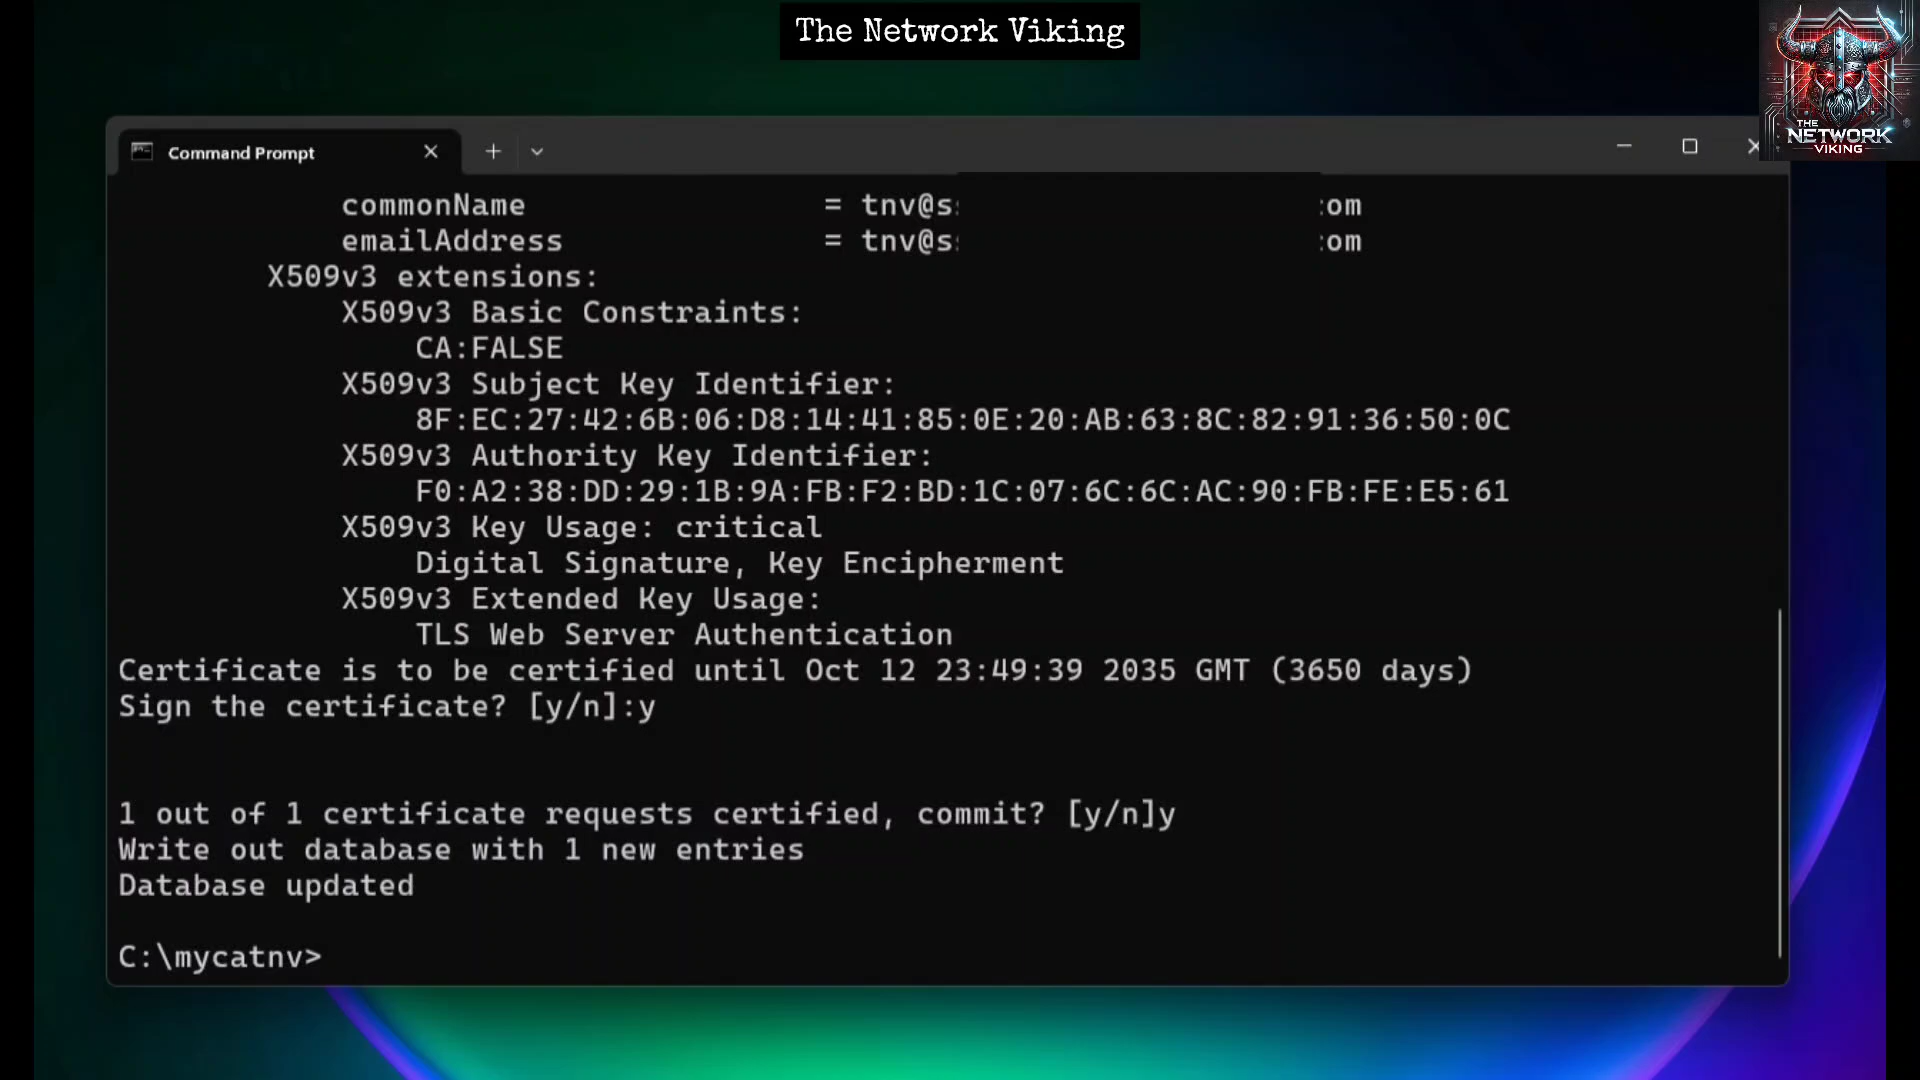 The Network Viking
THE
NETWORK
VIKING
Command Prompt
commonName = tnv@s om
emailAddress = tnv@s om
X509v3 extensions:
X509v3 Basic Constraints:
CA:FALSE
X509v3 Subject Key Identifier:
8F:EC:27:42:6B:06:D8:14:41:85:0E:20:AB:63:8C:82:91:36:50:0C
X509v3 Authority Key Identifier:
F0:A2:38:DD:29:1B:9A:FB:F2:BD:1C:07:6C:6C:AC:90:FB:FE:E5:61
X509v3 Key Usage: critical
Digital Signature, Key Encipherment
X509v3 Extended Key Usage:
TLS Web Server Authentication
Certificate is to be certified until Oct 12 23:49:39 2035 GMT (3650 days)
Sign the certificate? [y/n]:y
1 out of 1 certificate requests certified, commit? [y/n]y
Write out database with 1 new entries
Database updated
C:\mycatnv>